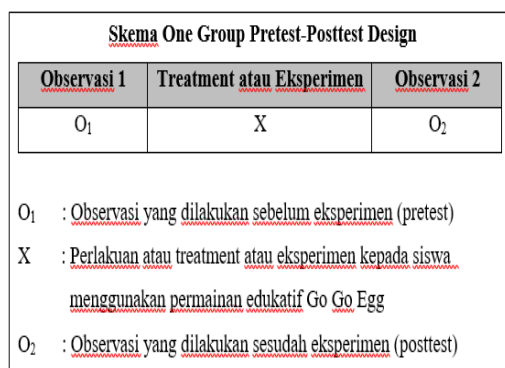 Skema One Group Pretest-Posttest Design
Observasi 1 Treatment atau Eksperimen Observasi 2
O₁ X O₂
O₁ : Observasi yang dilakukan sebelum eksperimen (pretest)
X : Perlakuan atau treatment atau eksperimen kepada siswa
menggunakan permainan edukatif Go Go Egg
O₂ : Observasi yang dilakukan sesudah eksperimen (posttest)